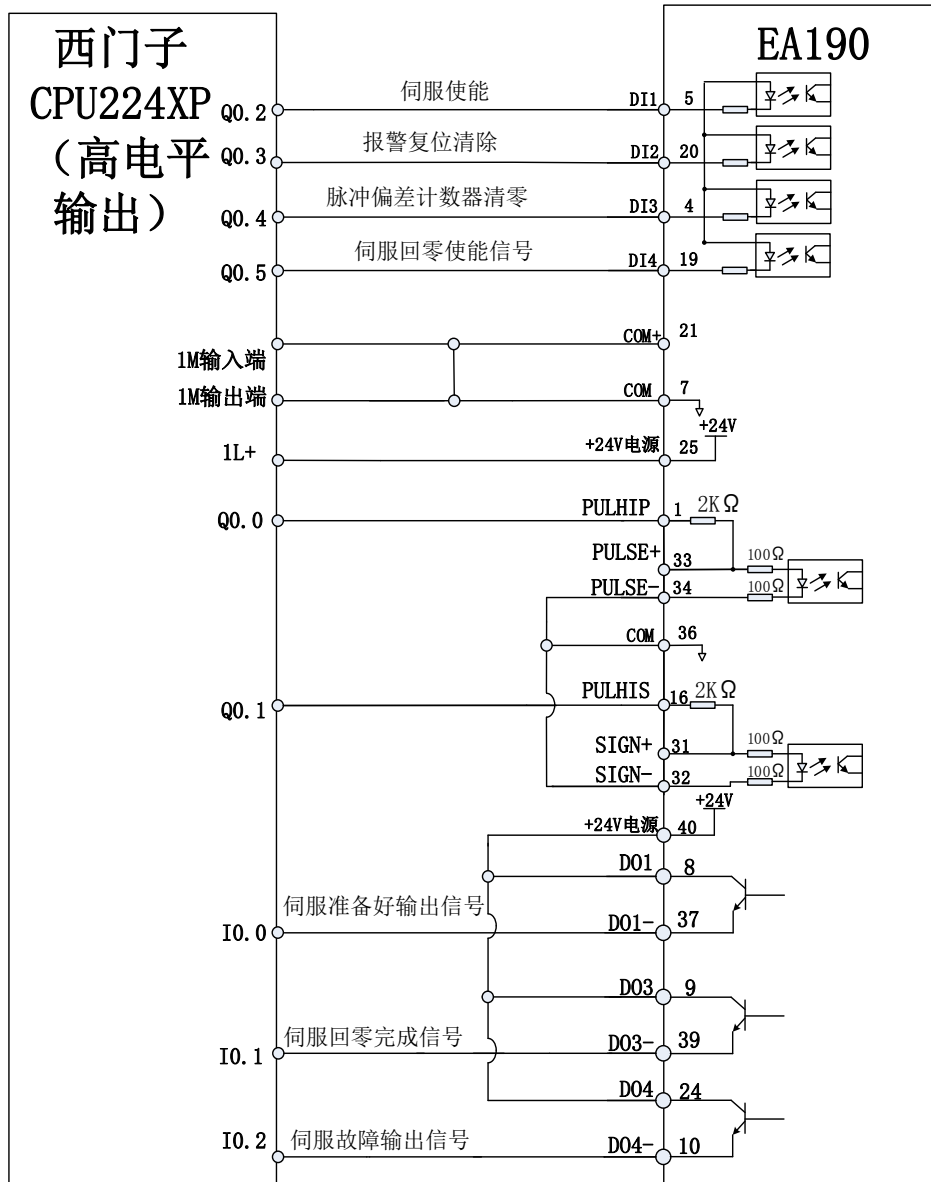 西门子
CPU224XP
（高电平
输出）
EA190
Q0.2 伺服使能 DI1 5
Q0.3 报警复位清除 DI2 20
Q0.4 脉冲偏差计数器清零 DI3 4
Q0.5 伺服回零使能信号 DI4 19
1M输入端 COM+ 21
1M输出端 COM 7
+24V
1L+ +24V电源 25
Q0.0 PULHIP 1 2KΩ
PULSE+ 33 100Ω
PULSE- 34 100Ω
COM 36
Q0.1 PULHIS 16 2KΩ
SIGN+ 31 100Ω
SIGN- 32 100Ω
+24V
+24V电源 40
DO1 8
伺服准备好输出信号
I0.0 DO1- 37
DO3 9
伺服回零完成信号
I0.1 DO3- 39
DO4 24
I0.2 伺服故障输出信号 DO4- 10